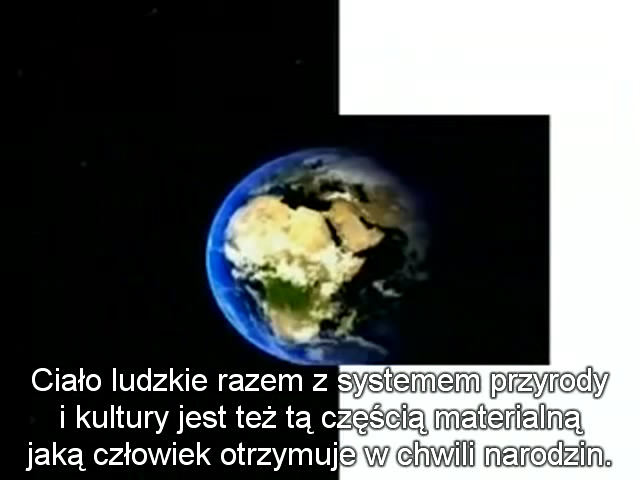 Ciało ludzkie razem z systemem przyrody
i kultury jest też tą częścią materialną
jaką człowiek otrzymuje w chwili narodzin.